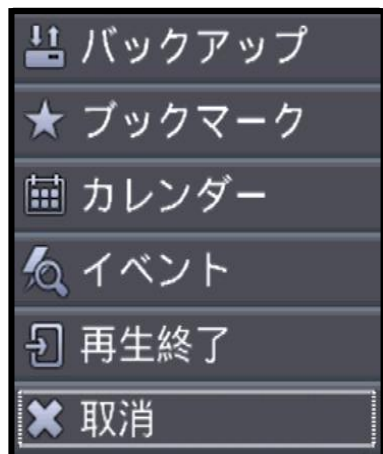 バックアップ
ブックマーク
カレンダー
イベント
再生終了
取消